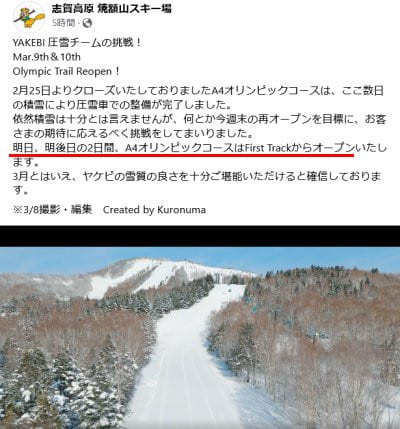 志賀高原 焼額山スキー場
5時間・
YAKEBI 圧雪チームの挑戦！
Mar.9th＆10th
Olympic Trail Reopen！
2月25日よりクローズいたしておりましたA4オリンピックコースは、ここ数日
の積雪により圧雪車での整備が完了しました。
依然積雪は十分とは言えませんが、何とか今週末の再オープンを目標に、お客
さまの期待に応えるべく挑戦をしてまいりました。
明日、明後日の2日間、A4オリンピックコースはFirst Trackからオープンいたし
ます。
3月とはいえ、ヤケビの雪質の良さを十分ご堪能いただけると確信しておりま
す。
※3/8撮影・編集　Created by Kuronuma